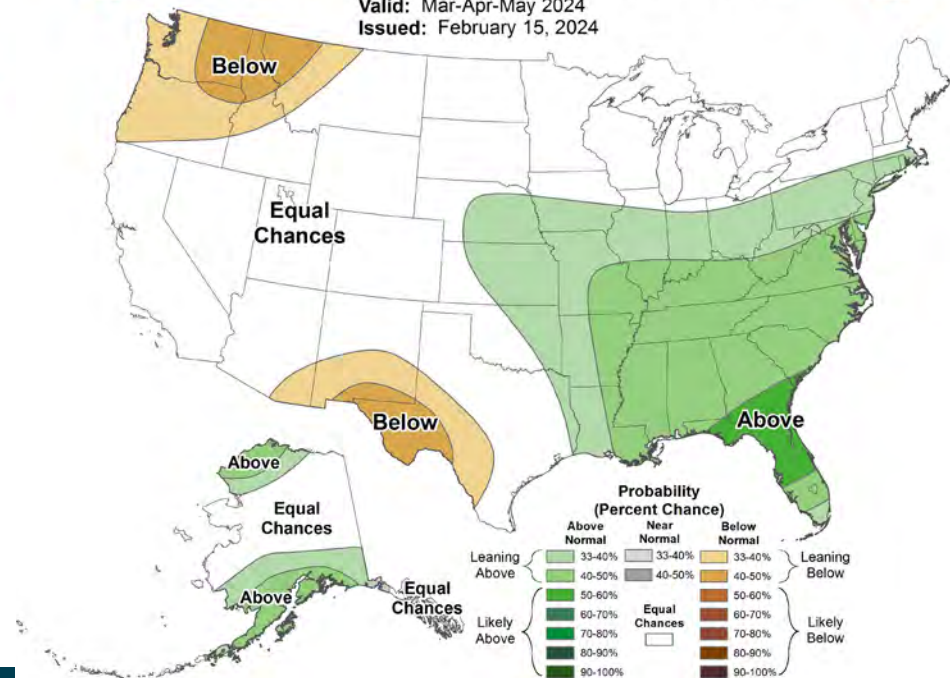 Valid: Mar-Apr-May 2024
Issued: February 15, 2024
Below
Equal
Chances
Below
Above
Above
Equal
Chances
Above
Equal
Chances
Probability
(Percent Chance)
Above
Normal
Near
Normal
Below
Normal
Leaning
Above
33-40%
33-40%
33-40%
Leaning
Below
40-50%
40-50%
40-50%
Likely
Above
50-60%
60-70%
70-80%
80-90%
90-100%
Equal
Chances
50-60%
60-70%
70-80%
80-90%
90-100%
Likely
Below